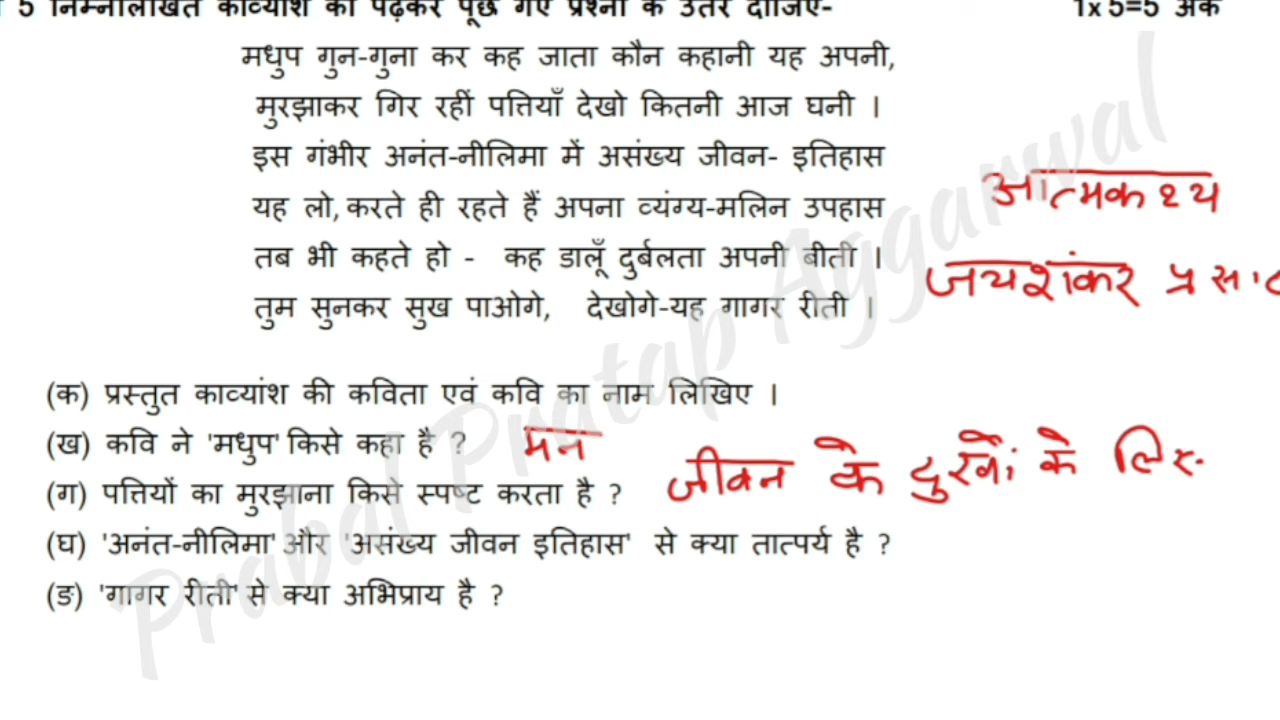 5 निम्नलिखित काव्यांश को पढ़कर पूछे गए प्रश्नों के उत्तर दीजिए- 1x 5=5 अंक
मधुप गुन-गुना कर कह जाता कौन कहानी यह अपनी,
मुरझाकर गिर रहीं पत्तियाँ देखो कितनी आज घनी ।
इस गंभीर अनंत-नीलिमा में असंख्य जीवन- इतिहास
यह लो, करते ही रहते हैं अपना व्यंग्य-मलिन उपहास
तब भी कहते हो - कह डालूँ दुर्बलता अपनी बीती ।
तुम सुनकर सुख पाओगे, देखोगे-यह गागर रीती ।
आत्मकथ्य
जयशंकर प्रसाद
(क) प्रस्तुत काव्यांश की कविता एवं कवि का नाम लिखिए ।
(ख) कवि ने 'मधुप' किसे कहा है ? मन
(ग) पत्तियों का मुरझाना किसे स्पष्ट करता है ? जीवन के दुखों के लिए
(घ) 'अनंत-नीलिमा' और 'असंख्य जीवन इतिहास' से क्या तात्पर्य है ?
(ङ) 'गागर रीती' से क्या अभिप्राय है ?
Prabal Pratap Aggarwal